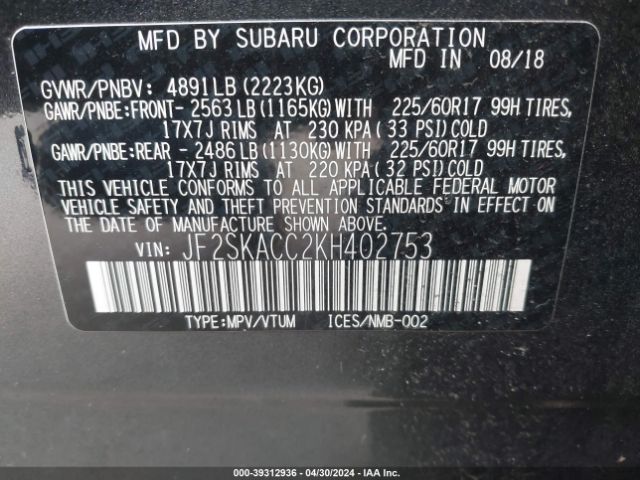 MFD BY SUBARU CORPORATION
MFD IN 08/18
GVWR/PNBV: 4891LB (2223KG)
GAWR/PNBE:FRONT- 2563 LB (1165KG) WITH 225/60R17 99H TIRES,
17X7J RIMS AT 230 KPA ( 33 PSI) COLD
GAWR/PNBE:REAR - 2486 LB (1130KG) WITH 225/60R17 99H TIRES,
17X7J RIMS AT 220 KPA ( 32 PSI) COLD
THIS VEHICLE CONFORMS TO ALL APPLICABLE FEDERAL MOTOR
VEHICLE SAFETY AND THEFT PREVENTION STANDARDS IN EFFECT ON
THE DATE OF MANUFACTURE SHOWN ABOVE.
VIN: JF2SKACC2KH402753
TYPE:MPV/VTUM ICES/NMB-002
000-39312936 - 04/30/2024 - IAA Inc.